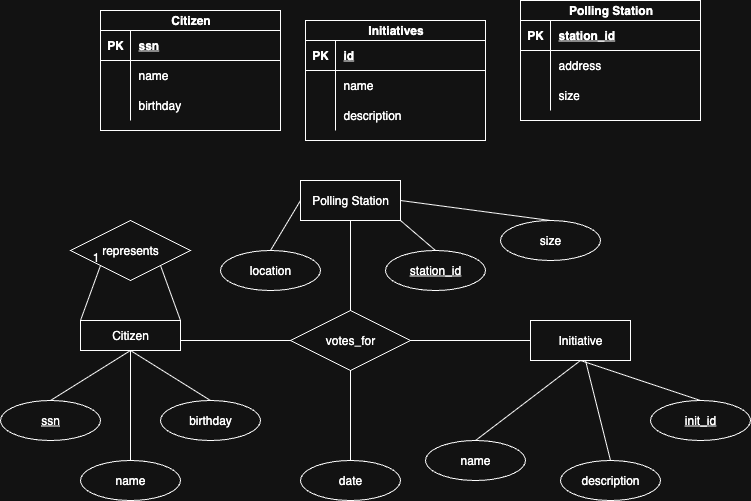 Citizen
PK ssn
name
birthday
Initiatives
PK id
name
description
Polling Station
PK station_id
address
size
Polling Station
represents
1
location
station_id
size
Citizen
votes_for
Initiative
ssn
birthday
name
date
name
description
init_id